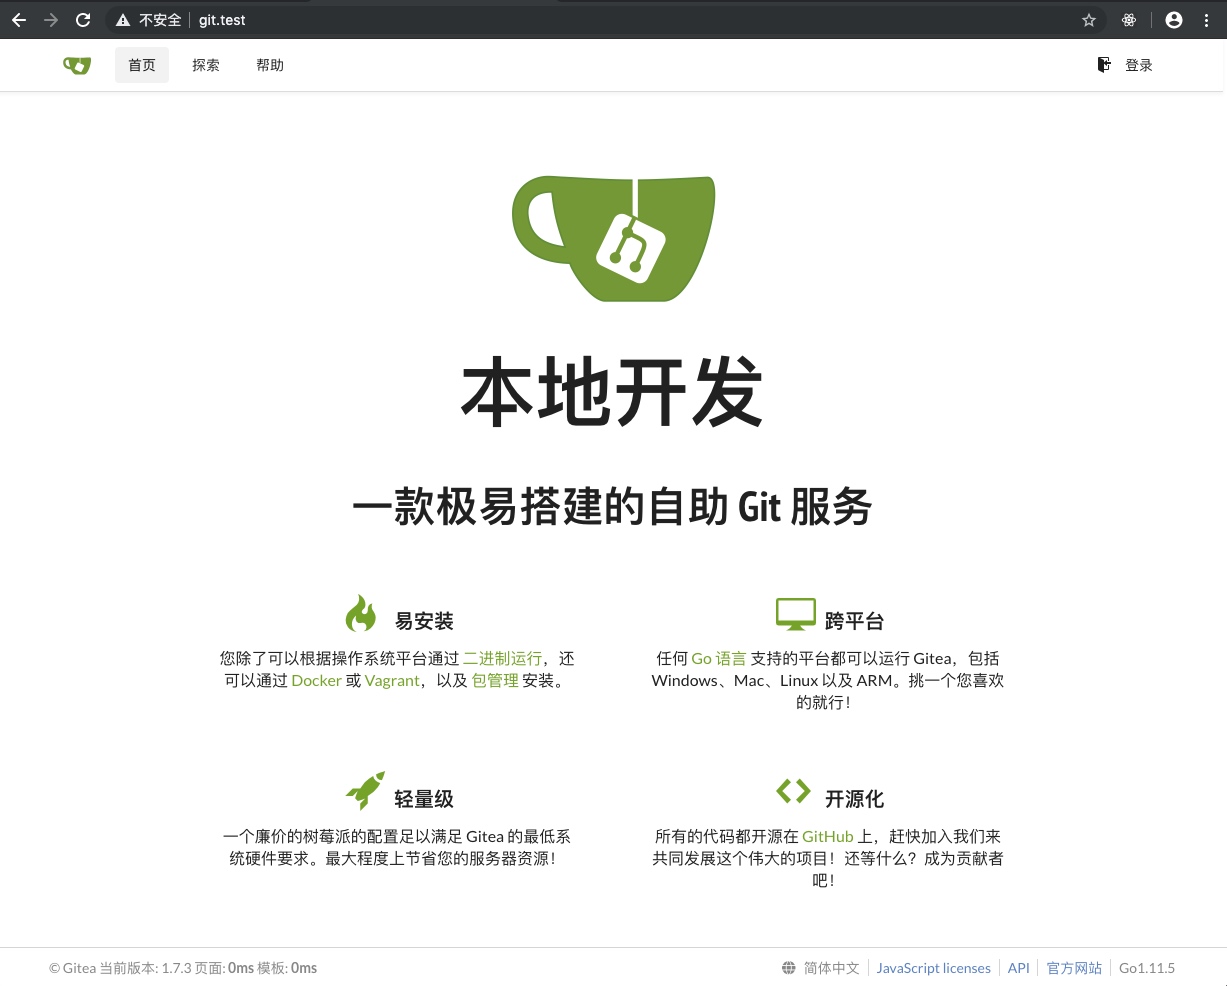 不安全 git.test
首页 探索 帮助 登录
本地开发
一款极易搭建的自助 Git 服务
易安装
您除了可以根据操作系统平台通过 二进制运行，还
可以通过 Docker 或 Vagrant，以及 包管理 安装。
跨平台
任何 Go 语言 支持的平台都可以运行 Gitea，包括
Windows、Mac、Linux 以及 ARM。挑一个您喜欢
的就行！
轻量级
一个廉价的树莓派的配置足以满足 Gitea 的最低系
统硬件要求。最大程度上节省您的服务器资源！
开源化
所有的代码都开源在 GitHub 上，赶快加入我们来
共同发展这个伟大的项目！还等什么？成为贡献者
吧！
© Gitea 当前版本: 1.7.3 页面: 0ms 模板: 0ms 简体中文 JavaScript licenses API 官方网站 Go1.11.5